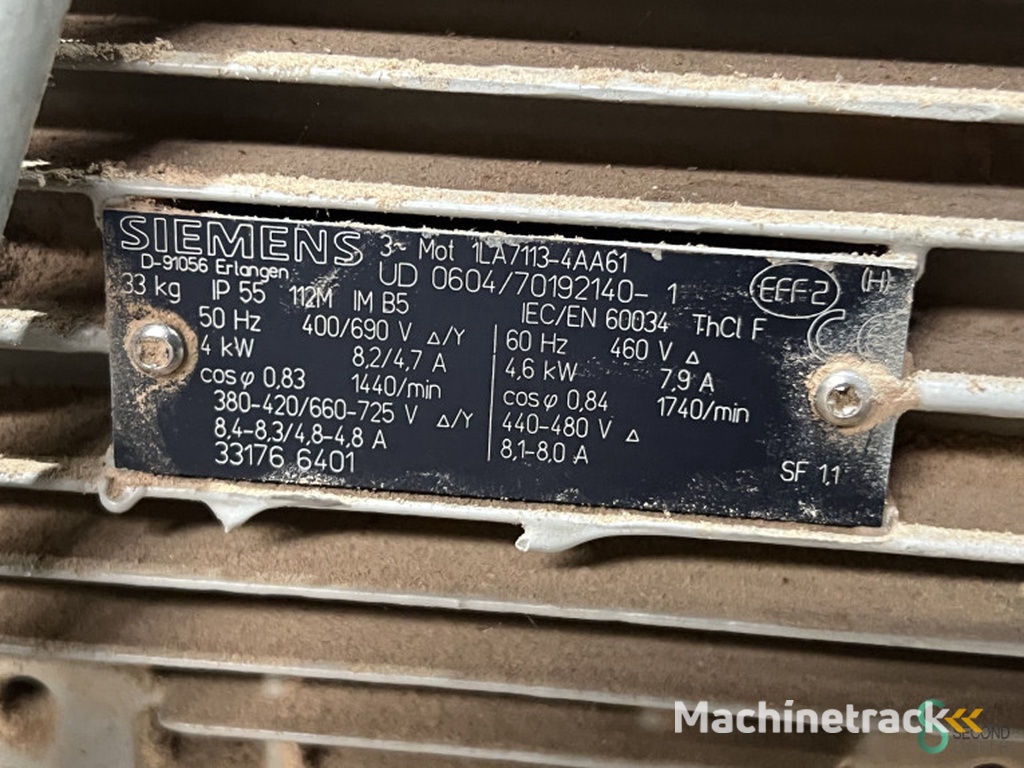 SIEMENS 3~ Mot 1LA7113-4AA61
D-91056 Erlangen UD 0604/70192140-1
33 kg IP 55 112M IM B5 IEC/EN 60034 ThCl F EFF2 (H)
50 Hz 400/690 V Δ/Y
4 kW 8,2/4,7 A
cos φ 0,83 1440/min
380-420/660-725 V Δ/Y
8,4-8,3/4,8-4,8 A
33176 6401
60 Hz 460 V Δ
4,6 kW 7,9 A
cos φ 0,84 1740/min
440-480 V Δ
8,1-8,0 A
SF 1,1
CE
Machinetrack
SECOND